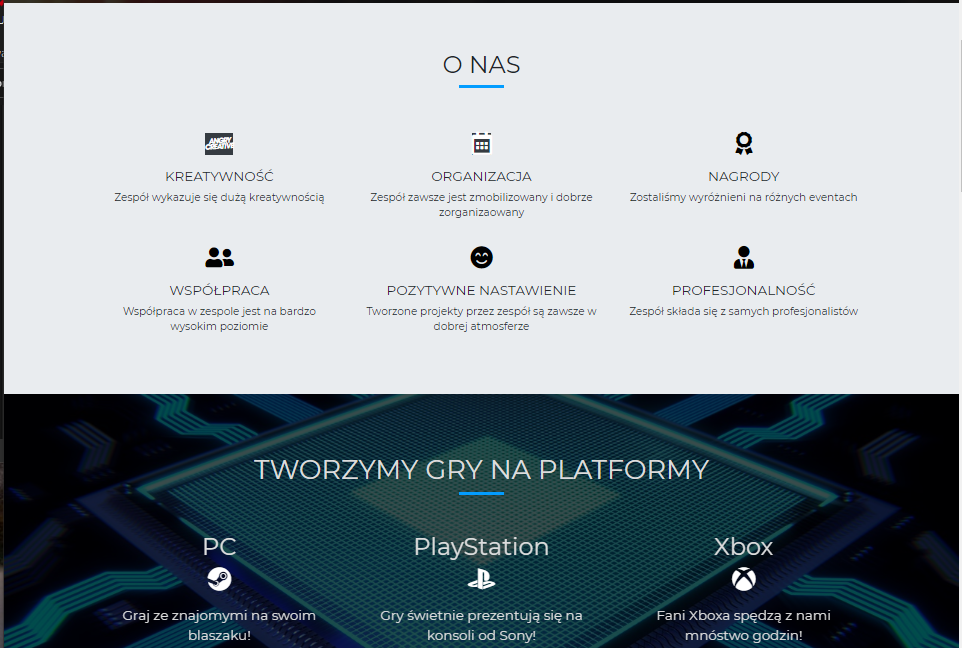 O NAS
ANGRY
CREATIVE
KREATYWNOŚĆ
Zespół wykazuje się dużą kreatywnością
ORGANIZACJA
Zespół zawsze jest zmobilizowany i dobrze
zorganizaowany
NAGRODY
Zostaliśmy wyróżnieni na różnych eventach
WSPÓŁPRACA
Współpraca w zespole jest na bardzo
wysokim poziomie
POZYTYWNE NASTAWIENIE
Tworzone projekty przez zespół są zawsze w
dobrej atmosferze
PROFESJONALNOŚĆ
Zespół składa się z samych profesjonalistów
TWORZYMY GRY NA PLATFORMY
PC
Graj ze znajomymi na swoim
blaszaku!
PlayStation
Gry świetnie prezentują się na
konsoli od Sony!
Xbox
Fani Xboxa spędzą z nami
mnóstwo godzin!